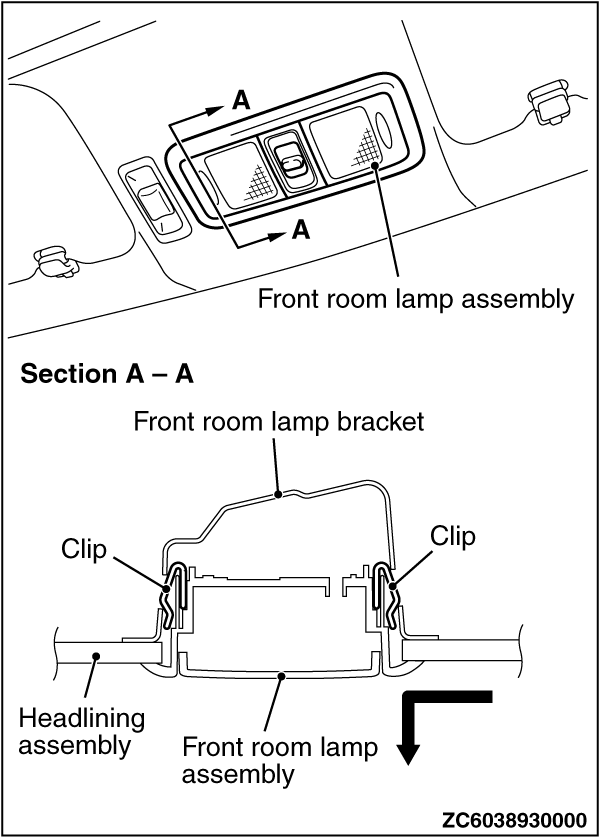 A
A
Front room lamp assembly
Section A – A
Front room lamp bracket
Clip
Clip
Headlining
assembly
Front room lamp
assembly
ZC6038930000